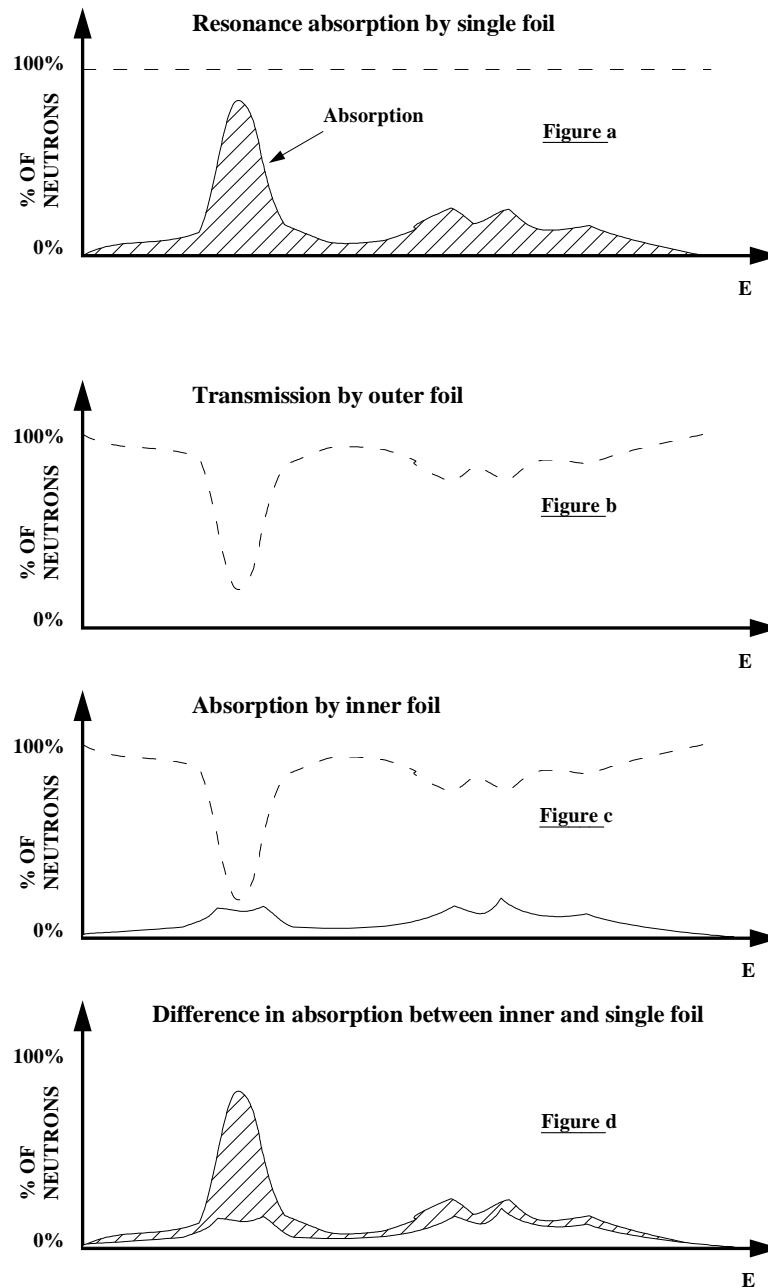 Resonance absorption by single foil
100%
Absorption
Figure a
% OF
NEUTRONS
0%
E
Transmission by outer foil
100%
Figure b
% OF
NEUTRONS
0%
E
Absorption by inner foil
100%
Figure c
% OF
NEUTRONS
0%
E
Difference in absorption between inner and single foil
100%
Figure d
% OF
NEUTRONS
0%
E